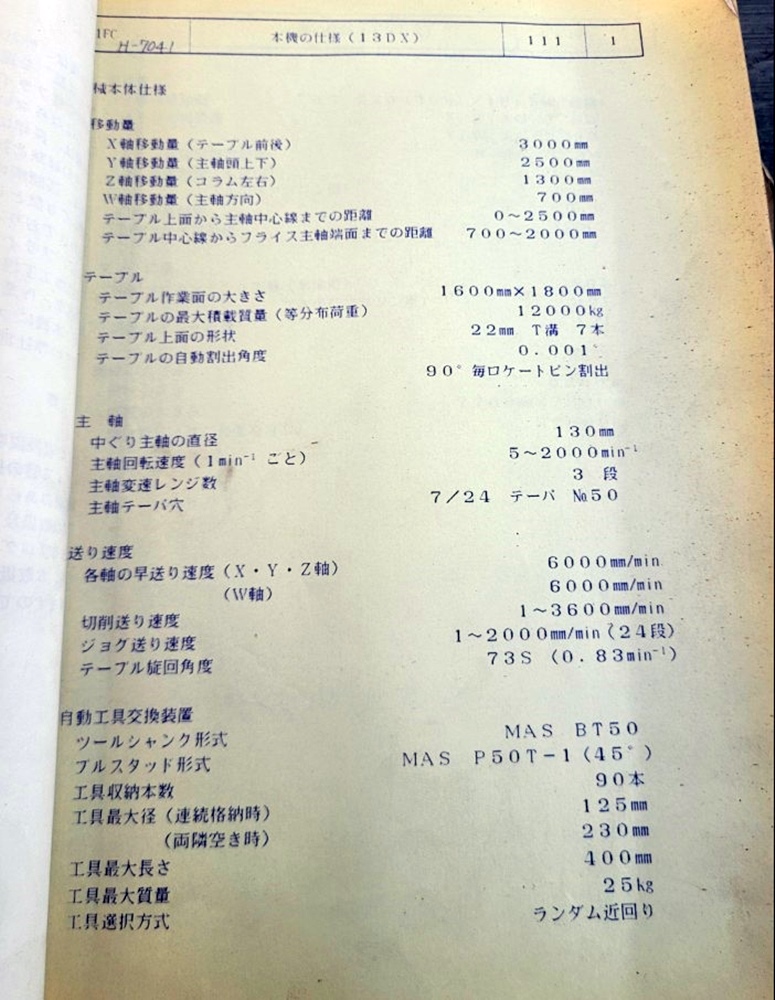 1FC H-7041 本機の仕様(13DX) 111 1
械本体仕様
移動量
X軸移動量(テーブル前後) 3000mm
Y軸移動量(主軸頭上下) 2500mm
Z軸移動量(コラム左右) 1300mm
W軸移動量(主軸方向) 700mm
テーブル上面から主軸中心線までの距離 0~2500mm
テーブル中心線からフライス主軸端面までの距離 700~2000mm
テーブル
テーブル作業面の大きさ 1600mm×1800mm
テーブルの最大積載質量(等分布荷重) 12000kg
テーブル上面の形状 22mm T溝 7本
テーブルの自動割出角度 0.001°
90°毎ロケートピン割出
主 軸
中ぐり主軸の直径 130mm
主軸回転速度(1min⁻¹ ごと) 5~2000min⁻¹
主軸変速レンジ数 3 段
主軸テーパ穴 7/24 テーパ №50
送り速度
各軸の早送り速度(X・Y・Z軸) 6000mm/min
(W軸) 6000mm/min
切削送り速度 1~3600mm/min
ジョグ送り速度 1~2000mm/min(24段)
テーブル旋回角度 73S (0.83min⁻¹)
自動工具交換装置
ツールシャンク形式 MAS BT50
プルスタッド形式 MAS P50T-1(45°)
工具収納本数 90本
工具最大径(連続格納時) 125mm
(両隣空き時) 230mm
工具最大長さ 400mm
工具最大質量 25kg
工具選択方式 ランダム近回り